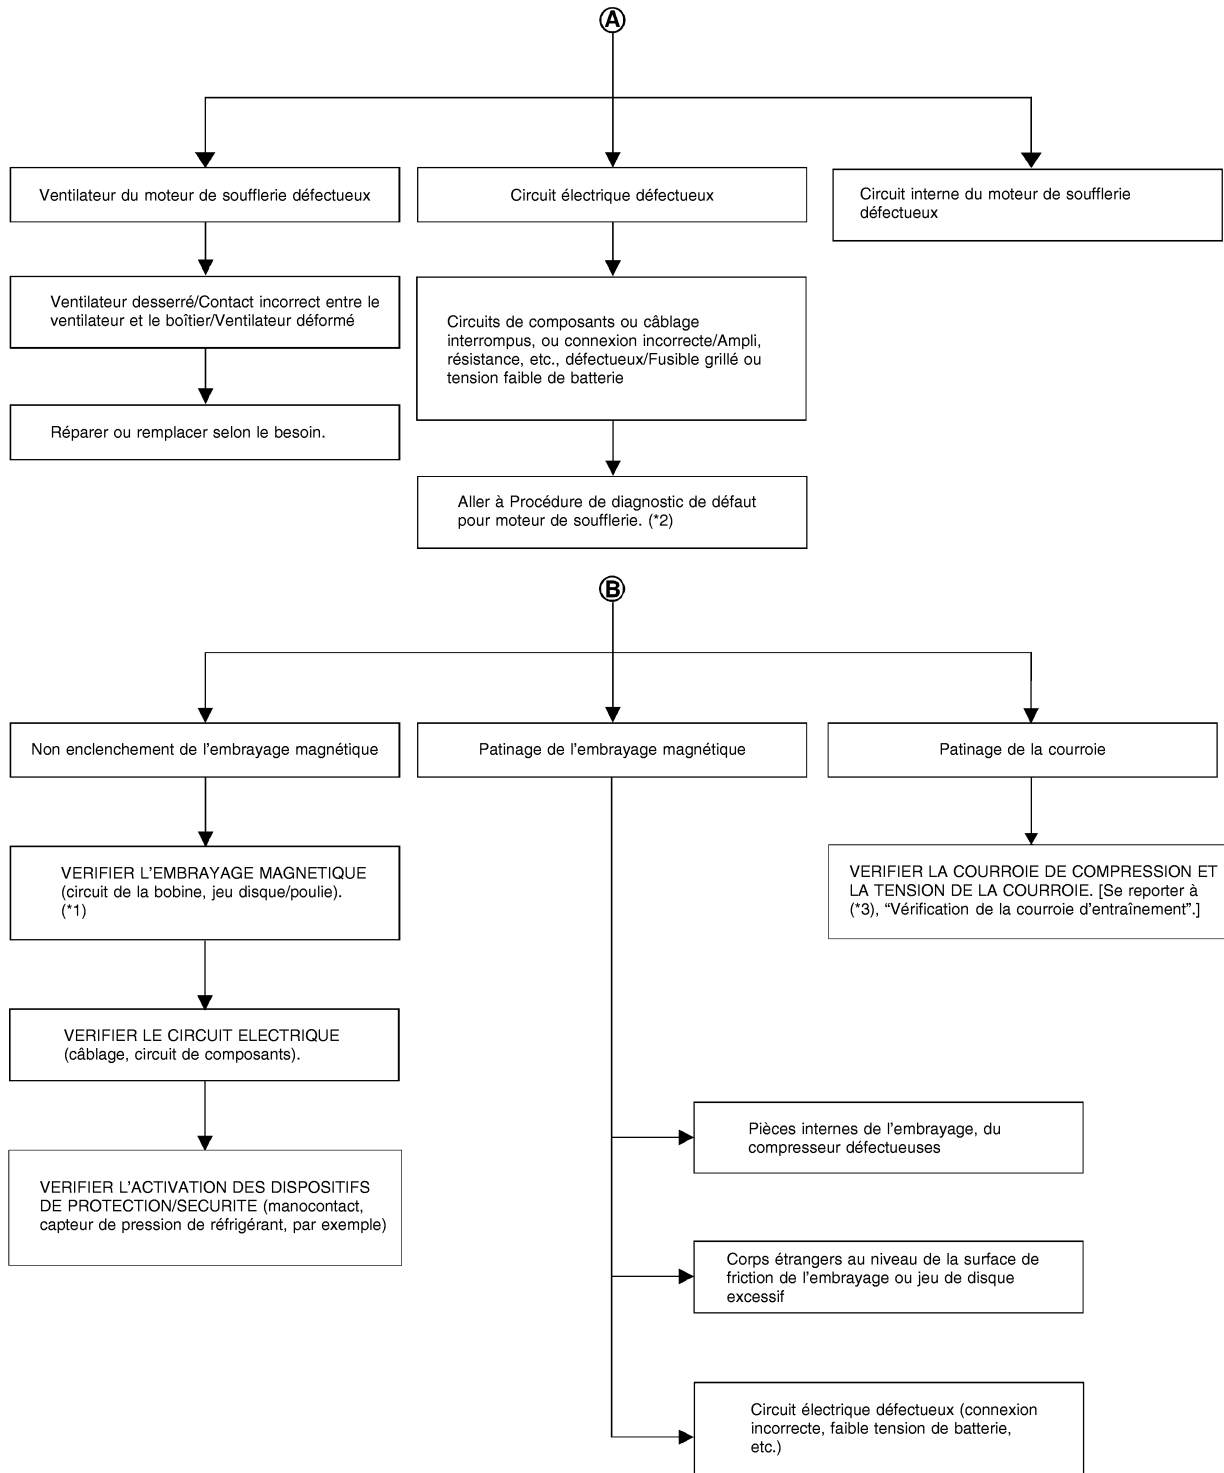 A
Ventilateur du moteur de soufflerie défectueux
Circuit électrique défectueux
Circuit interne du moteur de soufflerie
défectueux
Ventilateur desserré/Contact incorrect entre le
ventilateur et le boîtier/Ventilateur déformé
Circuits de composants ou câblage
interrompus, ou connexion incorrecte/Ampli,
résistance, etc., défectueux/Fusible grillé ou
tension faible de batterie
Réparer ou remplacer selon le besoin.
Aller à Procédure de diagnostic de défaut
pour moteur de soufflerie. (*2)
B
Non enclenchement de l'embrayage magnétique
Patinage de l'embrayage magnétique
Patinage de la courroie
VERIFIER L'EMBRAYAGE MAGNETIQUE
(circuit de la bobine, jeu disque/poulie).
(*1)
VERIFIER LA COURROIE DE COMPRESSION ET
LA TENSION DE LA COURROIE. [Se reporter à
(*3), “Vérification de la courroie d'entraînement”.]
VERIFIER LE CIRCUIT ELECTRIQUE
(câblage, circuit de composants).
VERIFIER L'ACTIVATION DES DISPOSITIFS
DE PROTECTION/SECURITE (manocontact,
capteur de pression de réfrigérant, par exemple)
Pièces internes de l'embrayage, du
compresseur défectueuses
Corps étrangers au niveau de la surface de
friction de l'embrayage ou jeu de disque
excessif
Circuit électrique défectueux (connexion
incorrecte, faible tension de batterie,
etc.)